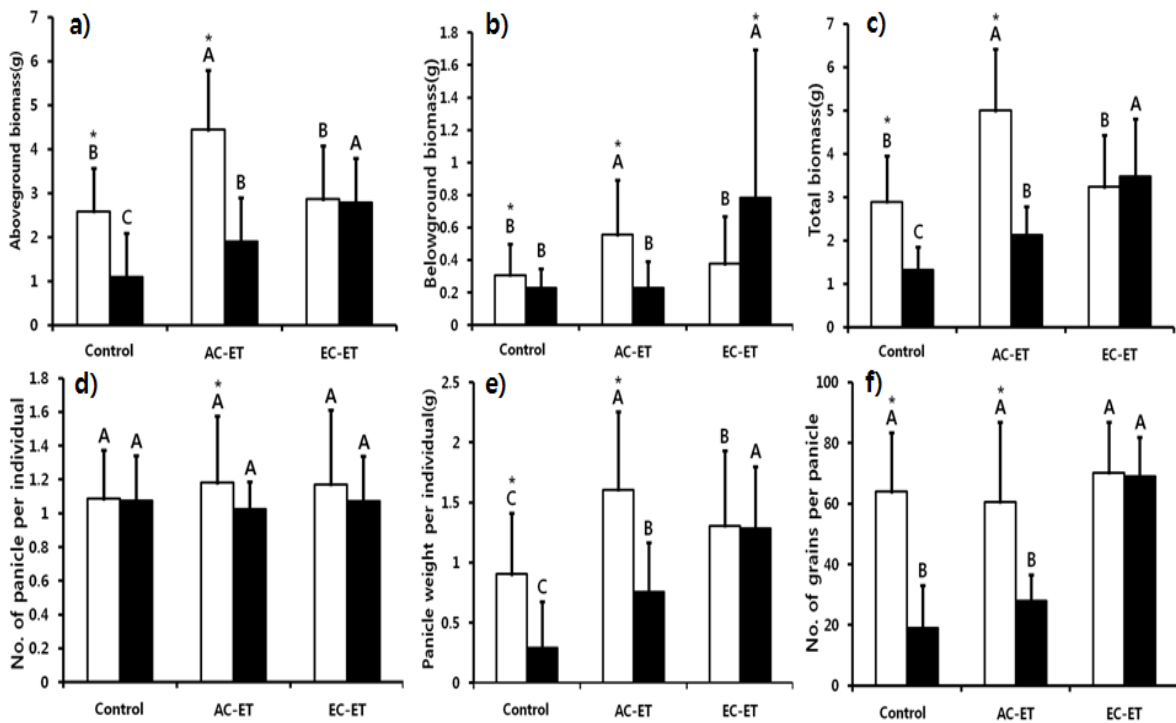 a)
Aboveground biomass(g)
7
6
5
4
3
2
1
0
*
B
C
*
A
B
B
A
Control AC-ET EC-ET
b)
Belowground biomass(g)
1.8
1.6
1.4
1.2
1
0.8
0.6
0.4
0.2
0
*
B
B
*
A
B
B
*
A
Control AC-ET EC-ET
c)
Total biomass(g)
7
6
5
4
3
2
1
0
*
B
C
*
A
B
B
A
Control AC-ET EC-ET
d)
No. of panicle per individual
1.8
1.6
1.4
1.2
1
0.8
0.6
0.4
0.2
0
A
A
*
A
A
A
A
Control AC-ET EC-ET
e)
Panicle weight per individual(g)
2.5
2
1.5
1
0.5
0
*
C
C
*
A
B
B
A
Control AC-ET EC-ET
f)
No. of grains per panicle
100
80
60
40
20
0
*
A
B
*
A
B
A
A
Control AC-ET EC-ET